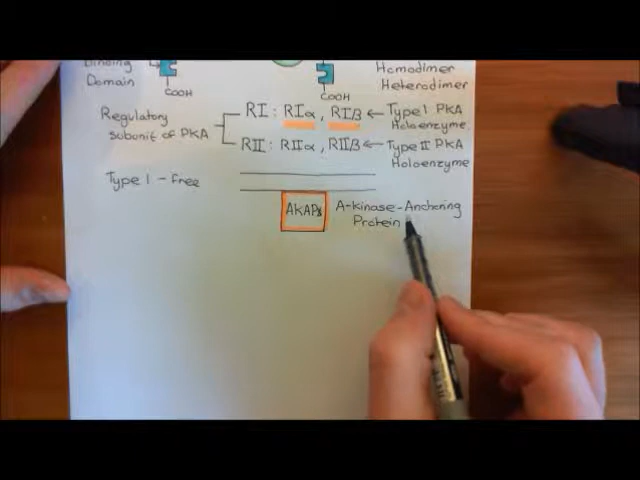 Binding
Domain
COOH
COOH
Homodimer
Heterodimer
Regulatory
subunit of PKA
RI : RIα, RIβ ← Type I PKA
Holoenzyme
RII : RIIα, RIIβ ← Type II PKA
Holoenzyme
Type I - free
AKAPs
A-kinase-Anchoring
Protein